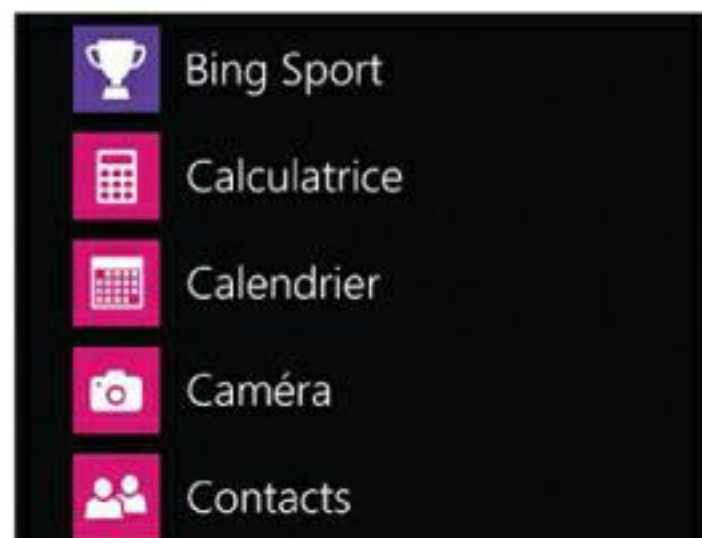 Bing Sport
Calculatrice
Calendrier
Caméra
Contacts